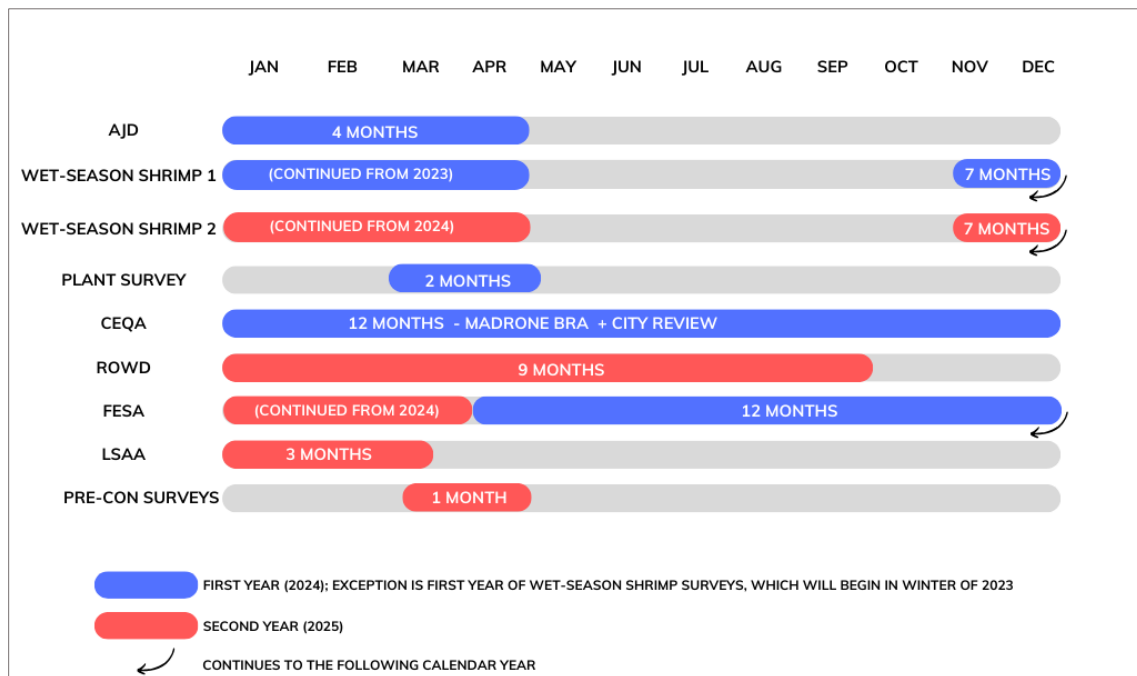 JAN FEB MAR APR MAY JUN JUL AUG SEP OCT NOV DEC
AJD 4 MONTHS
WET-SEASON SHRIMP 1 (CONTINUED FROM 2023) 7 MONTHS
WET-SEASON SHRIMP 2 (CONTINUED FROM 2024) 7 MONTHS
PLANT SURVEY 2 MONTHS
CEQA 12 MONTHS - MADRONE BRA + CITY REVIEW
ROWD 9 MONTHS
FESA (CONTINUED FROM 2024) 12 MONTHS
LSAA 3 MONTHS
PRE-CON SURVEYS 1 MONTH
FIRST YEAR (2024); EXCEPTION IS FIRST YEAR OF WET-SEASON SHRIMP SURVEYS, WHICH WILL BEGIN IN WINTER OF 2023
SECOND YEAR (2025)
CONTINUES TO THE FOLLOWING CALENDAR YEAR